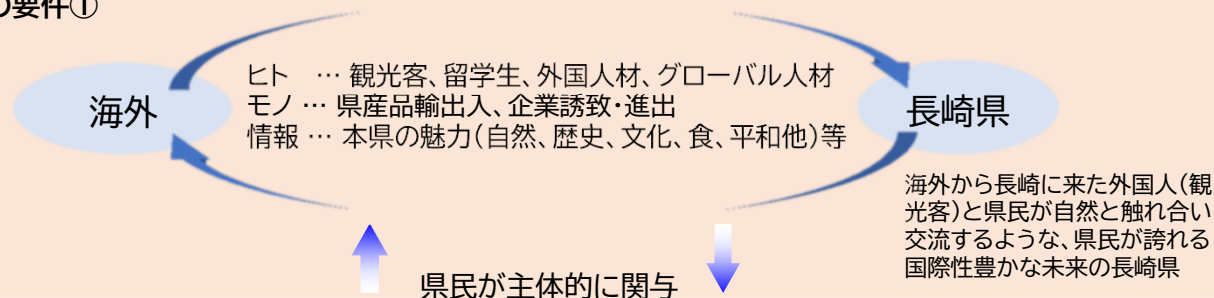 の要件①
海外
ヒト … 観光客、留学生、外国人材、グローバル人材
モノ … 県産品輸出入、企業誘致・進出
情報 … 本県の魅力(自然、歴史、文化、食、平和他)等
長崎県
海外から長崎に来た外国人(観
光客)と県民が自然と触れ合い
交流するような、県民が誇れる
国際性豊かな未来の長崎県
県民が主体的に関与